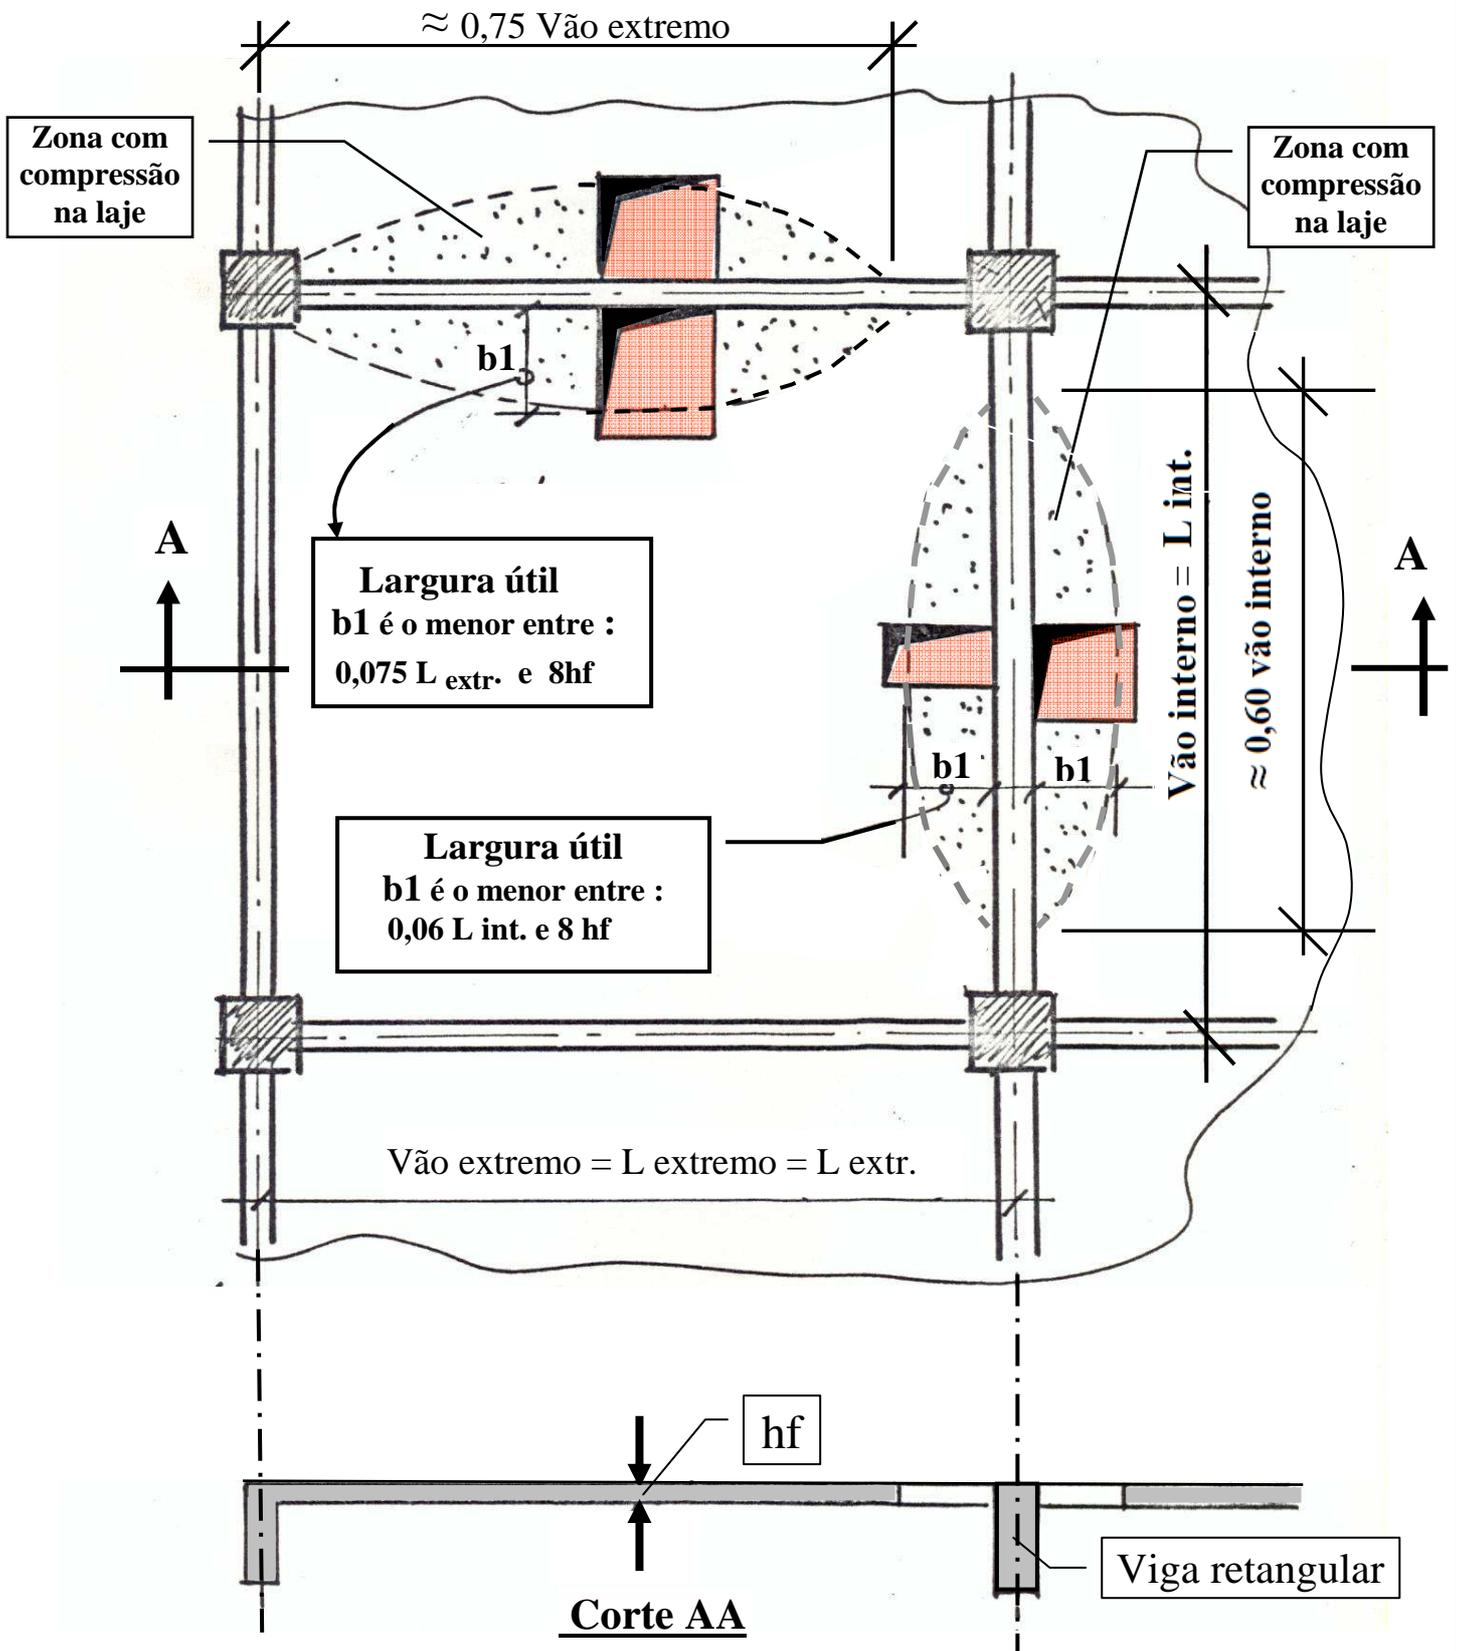 ≈ 0,75 Vão extremo
Zona com
compressão
na laje
Zona com
compressão
na laje
b1
A
A
Largura útil
b1 é o menor entre :
0,075 L extr. e 8hf
Vão interno = L int.
≈ 0,60 vão interno
b1
b1
Largura útil
b1 é o menor entre :
0,06 L int. e 8 hf
Vão extremo = L extremo = L extr.
hf
Viga retangular
Corte AA